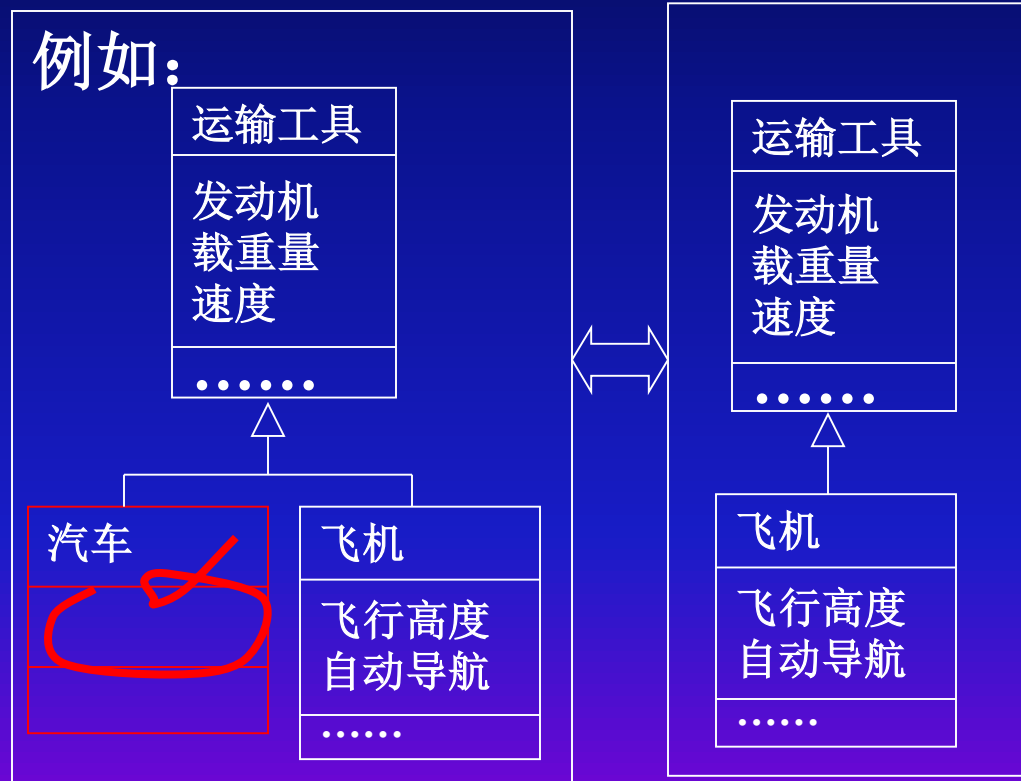 例如：
运输工具
发动机
载重量
速度
……
汽车
飞机
飞行高度
自动导航
……
运输工具
发动机
载重量
速度
……
飞机
飞行高度
自动导航
……